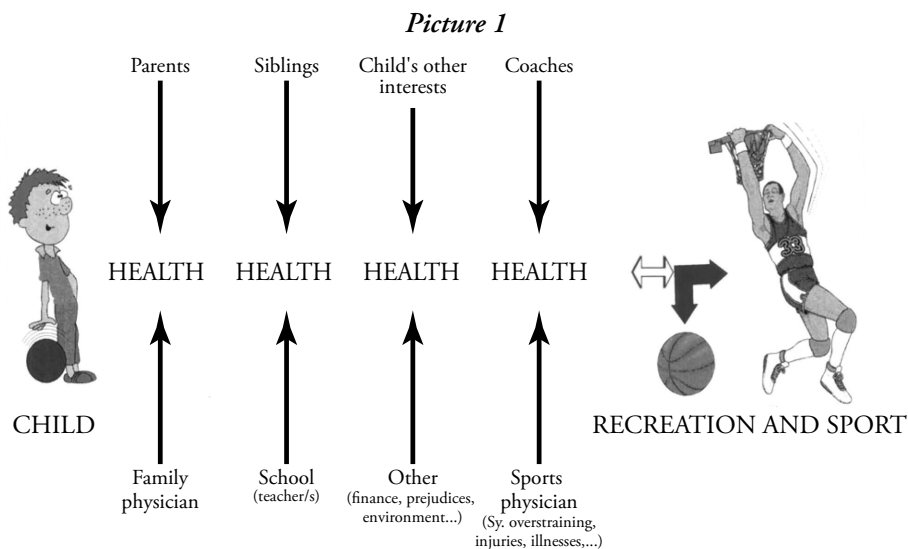 Picture 1
Parents
Siblings
Child's other
interests
Coaches
HEALTH HEALTH HEALTH HEALTH
33
CHILD
RECREATION AND SPORT
Family
physician
School
(teacher/s)
Other
(finance, prejudices,
environment...)
Sports
physician
(Sy. overstraining,
injuries, illnesses,...)